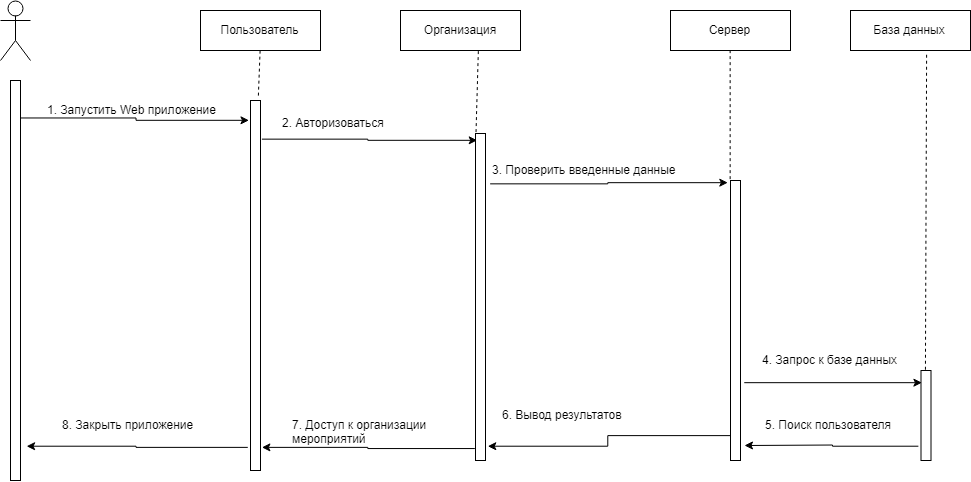 Пользователь
Организация
Сервер
База данных
1. Запустить Web приложение
2. Авторизоваться
3. Проверить введенные данные
4. Запрос к базе данных
5. Поиск пользователя
6. Вывод результатов
7. Доступ к организации
мероприятий
8. Закрыть приложение